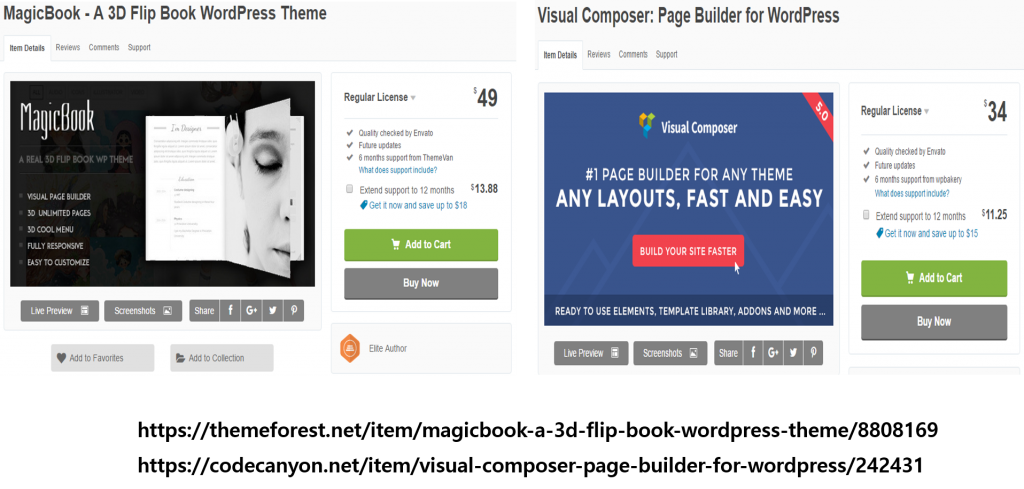 MagicBook - A 3D Flip Book WordPress Theme
Item Details Reviews Comments Support
MagicBook
A REAL 3D FLIP BOOK WP THEME
VISUAL PAGE BUILDER
3D UNLIMITED PAGES
3D COOL MENU
FULLY RESPONSIVE
EASY TO CUSTOMIZE
I'm Designer
Live Preview Screenshots Share f G+
Add to Favorites Add to Collection
Regular License $49
Quality checked by Envato
Future updates
6 months support from ThemeVan
What does support include?
Extend support to 12 months $13.88
Get it now and save up to $18
Add to Cart
Buy Now
Elite Author
Visual Composer: Page Builder for WordPress
Item Details Reviews Comments Support
5.0
Visual Composer
#1 PAGE BUILDER FOR ANY THEME
ANY LAYOUTS, FAST AND EASY
BUILD YOUR SITE FASTER
READY TO USE ELEMENTS, TEMPLATE LIBRARY, ADDONS AND MORE ...
Live Preview Screenshots Share f G+
Regular License $34
Quality checked by Envato
Future updates
6 months support from wpbakery
What does support include?
Extend support to 12 months $11.25
Get it now and save up to $15
Add to Cart
Buy Now
https://themeforest.net/item/magicbook-a-3d-flip-book-wordpress-theme/8808169
https://codecanyon.net/item/visual-composer-page-builder-for-wordpress/242431